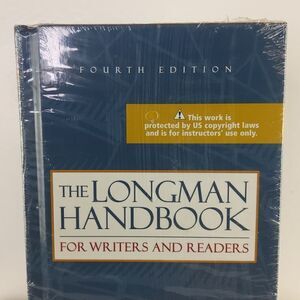 FOURTH EDITION
This work is
protected by US copyright laws
and is for instructors' use only.
THE LONGMAN
HANDBOOK
FOR WRITERS AND READERS